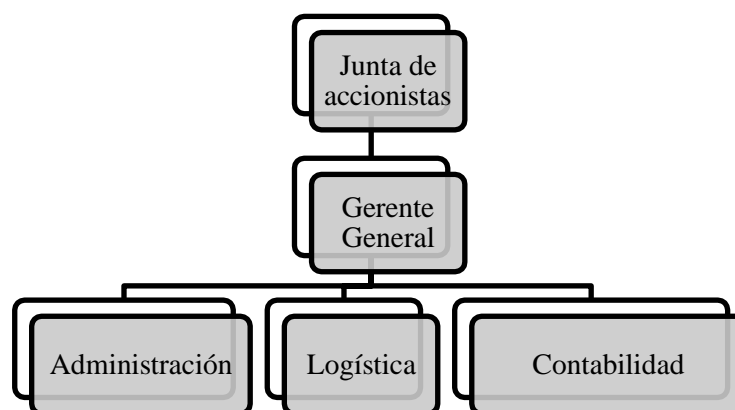 Junta de
accionistas
Gerente
General
Administración
Logística
Contabilidad